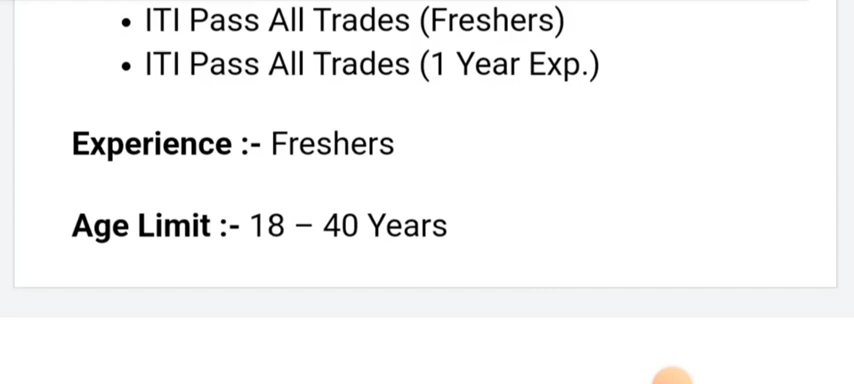 • ITI Pass All Trades (Freshers)
• ITI Pass All Trades (1 Year Exp.)
Experience :- Freshers
Age Limit :- 18 – 40 Years